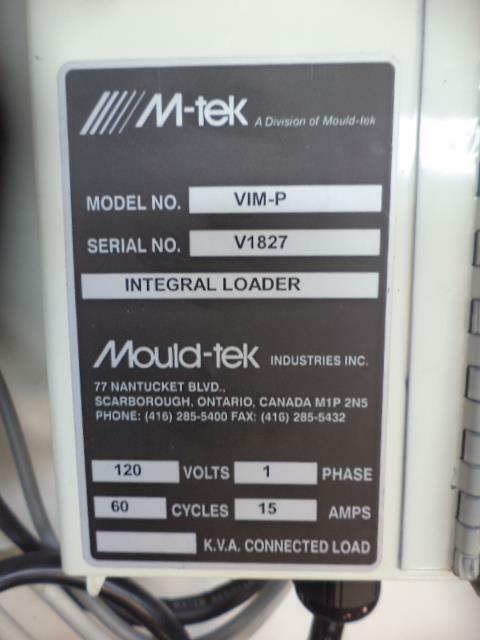 M-tek A Division of Mould-tek
MODEL NO. VIM-P
SERIAL NO. V1827
INTEGRAL LOADER
Mould-tek INDUSTRIES INC.
77 NANTUCKET BLVD.,
SCARBOROUGH, ONTARIO, CANADA M1P 2N5
PHONE: (416) 285-5400 FAX: (416) 285-5432
120 VOLTS 1 PHASE
60 CYCLES 15 AMPS
K.V.A. CONNECTED LOAD